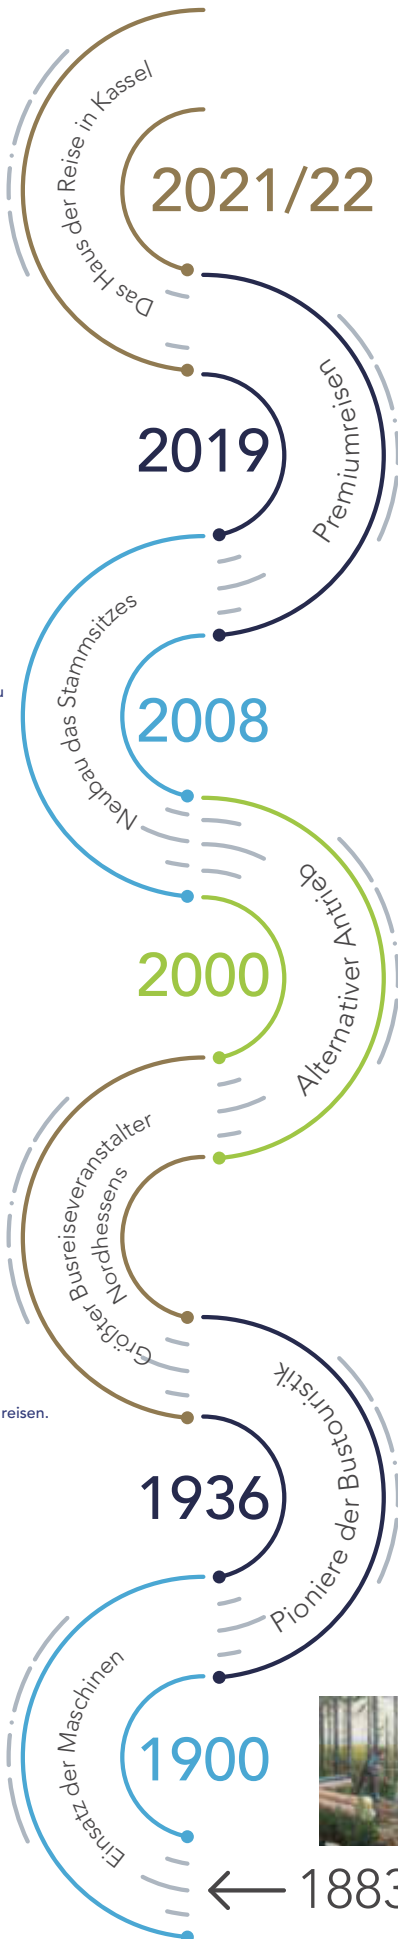 Das Haus der Reise in Kassel
2021/22
Premiumreisen
2019
Neubau das Stammsitzes
2008
Alternativer Antrieb
2000
Größter Busreiseveranstalter
Nordhessens
reisen.
Pioniere der Bustouristik
1936
Einsatz der Maschinen
1900
1883